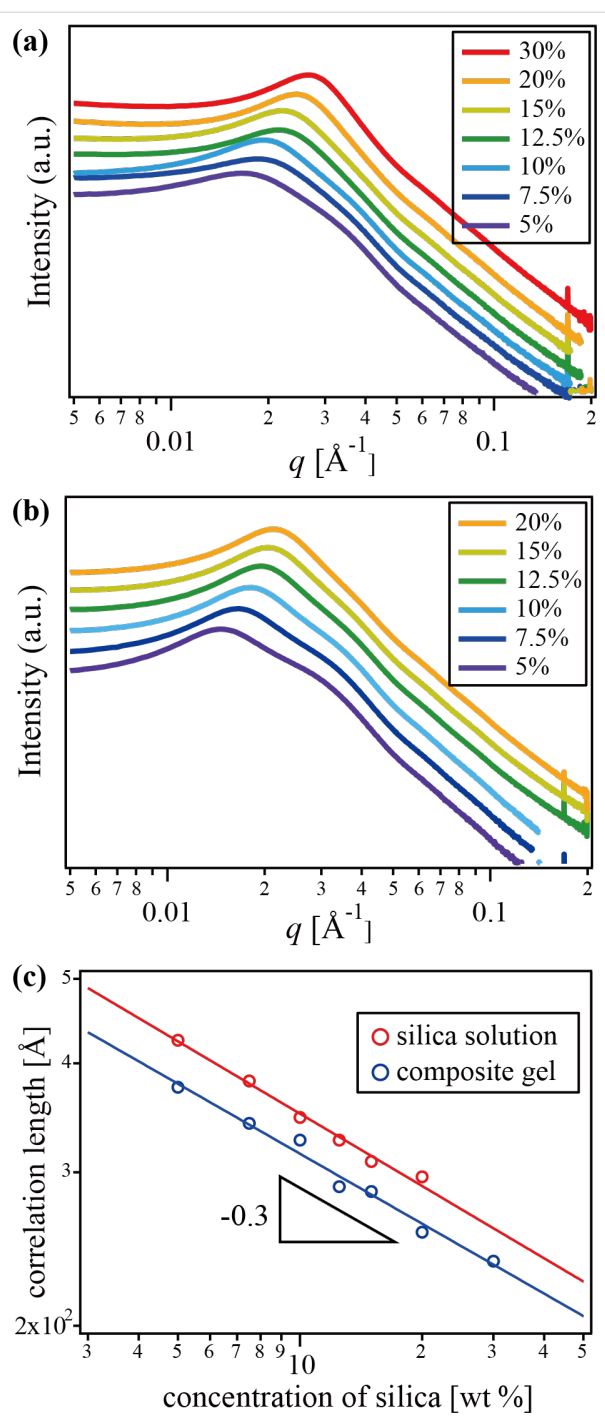 (a)
30%
20%
15%
12.5%
10%
7.5%
5%
Intensity (a.u.)
5 6 7 8 0.01 2 3 4 5 6 7 8 0.1 2
q [Å-1]
(b)
20%
15%
12.5%
10%
7.5%
5%
Intensity (a.u.)
5 6 7 8 0.01 2 3 4 5 6 7 8 0.1 2
q [Å-1]
(c)
5
4
3
2x10²
correlation length [Å]
silica solution
composite gel
-0.3
3 4 5 6 7 8 9 10 2 3 4 5
concentration of silica [wt %]